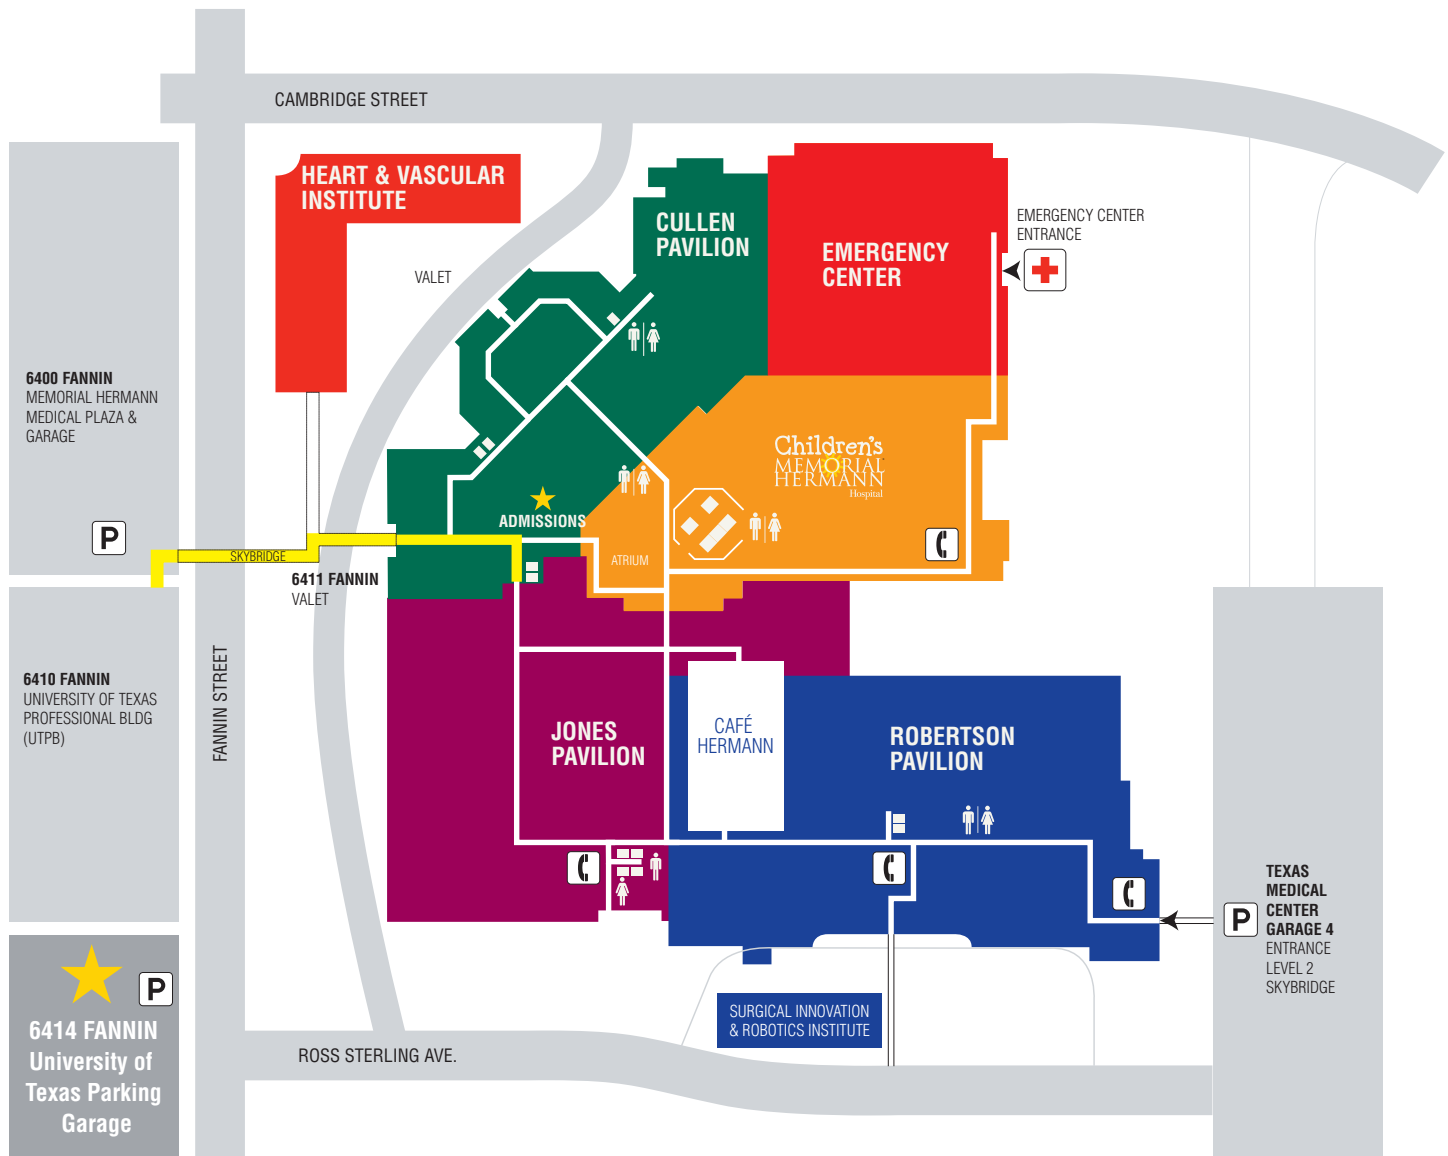 CAMBRIDGE STREET
HEART & VASCULAR
INSTITUTE
CULLEN
PAVILION
EMERGENCY
CENTER
EMERGENCY CENTER
ENTRANCE
VALET
6400 FANNIN
MEMORIAL HERMANN
MEDICAL PLAZA &
GARAGE
Children's
MEMORIAL
HERMANN
Hospital
ADMISSIONS
P
SKYBRIDGE
ATRIUM
6411 FANNIN
VALET
FANNIN STREET
6410 FANNIN
UNIVERSITY OF TEXAS
PROFESSIONAL BLDG
(UTPB)
JONES
PAVILION
CAFÉ
HERMANN
ROBERTSON
PAVILION
TEXAS
MEDICAL
CENTER
GARAGE 4
ENTRANCE
LEVEL 2
SKYBRIDGE
P
P
6414 FANNIN
University of
Texas Parking
Garage
SURGICAL INNOVATION
& ROBOTICS INSTITUTE
ROSS STERLING AVE.